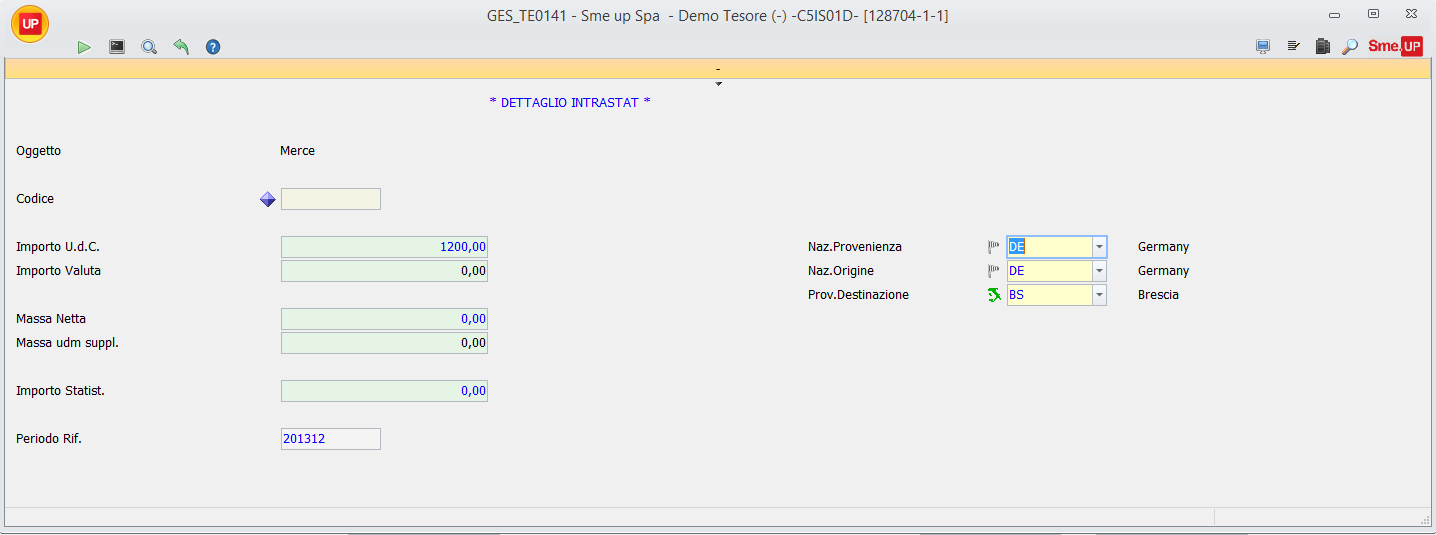 UP
GES_TE0141 - Sme up Spa - Demo Tesore (-) -C5IS01D- [128704-1-1]
?
Sme.UP
-
* DETTAGLIO INTRASTAT *
Oggetto Merce
Codice
Importo U.d.C. 1200,00 Naz.Provenienza DE Germany
Importo Valuta 0,00 Naz.Origine DE Germany
Prov.Destinazione BS Brescia
Massa Netta 0,00
Massa udm suppl. 0,00
Importo Statist. 0,00
Periodo Rif. 201312